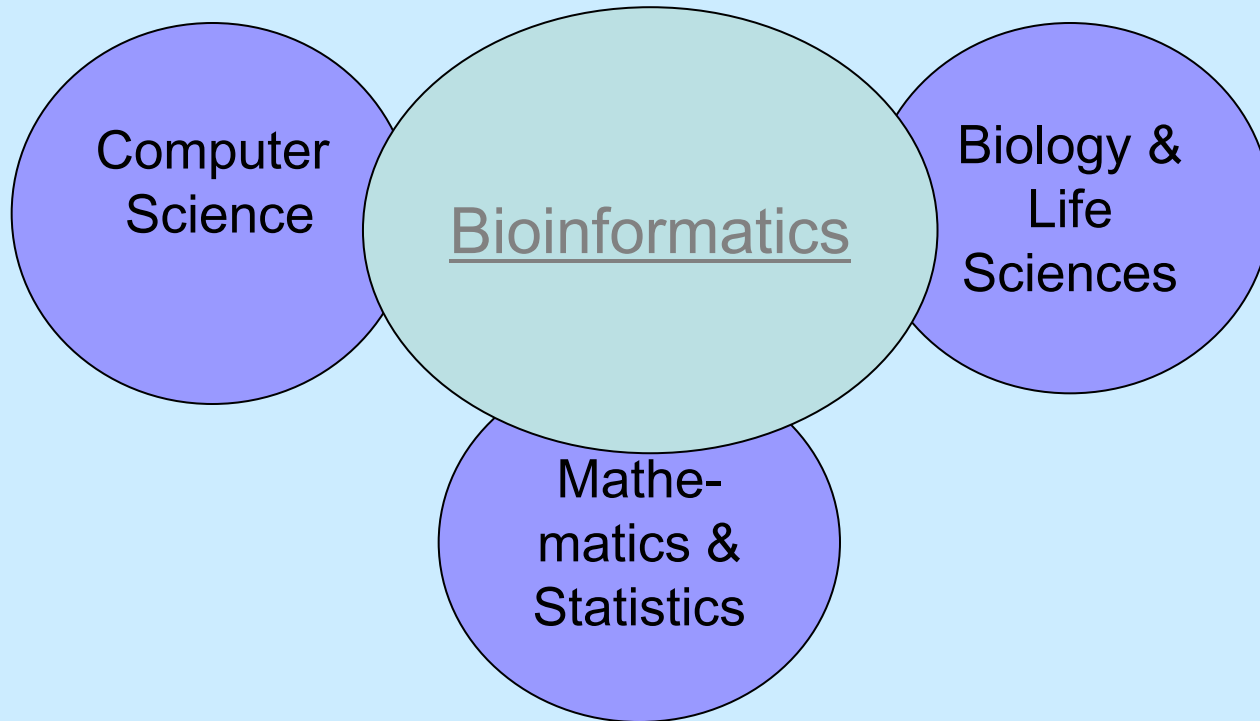 Computer
Science
Bioinformatics
Biology &
Life
Sciences
Mathe-
matics &
Statistics